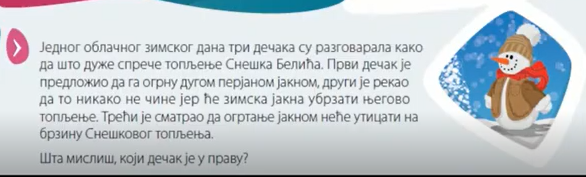 Једног облачног зимског дана три дечака су разговарала како
да што дуже спрече топљење Снешка Белића. Први дечак је
предложио да га огрну дугом перјаном јакном, други је рекао
да то никако не чине јер ће зимска јакна убрзати његово
топљење. Трећи је сматрао да огртање јакном неће утицати на
брзину Снешковог топљења.
Шта мислиш, који дечак је у праву?